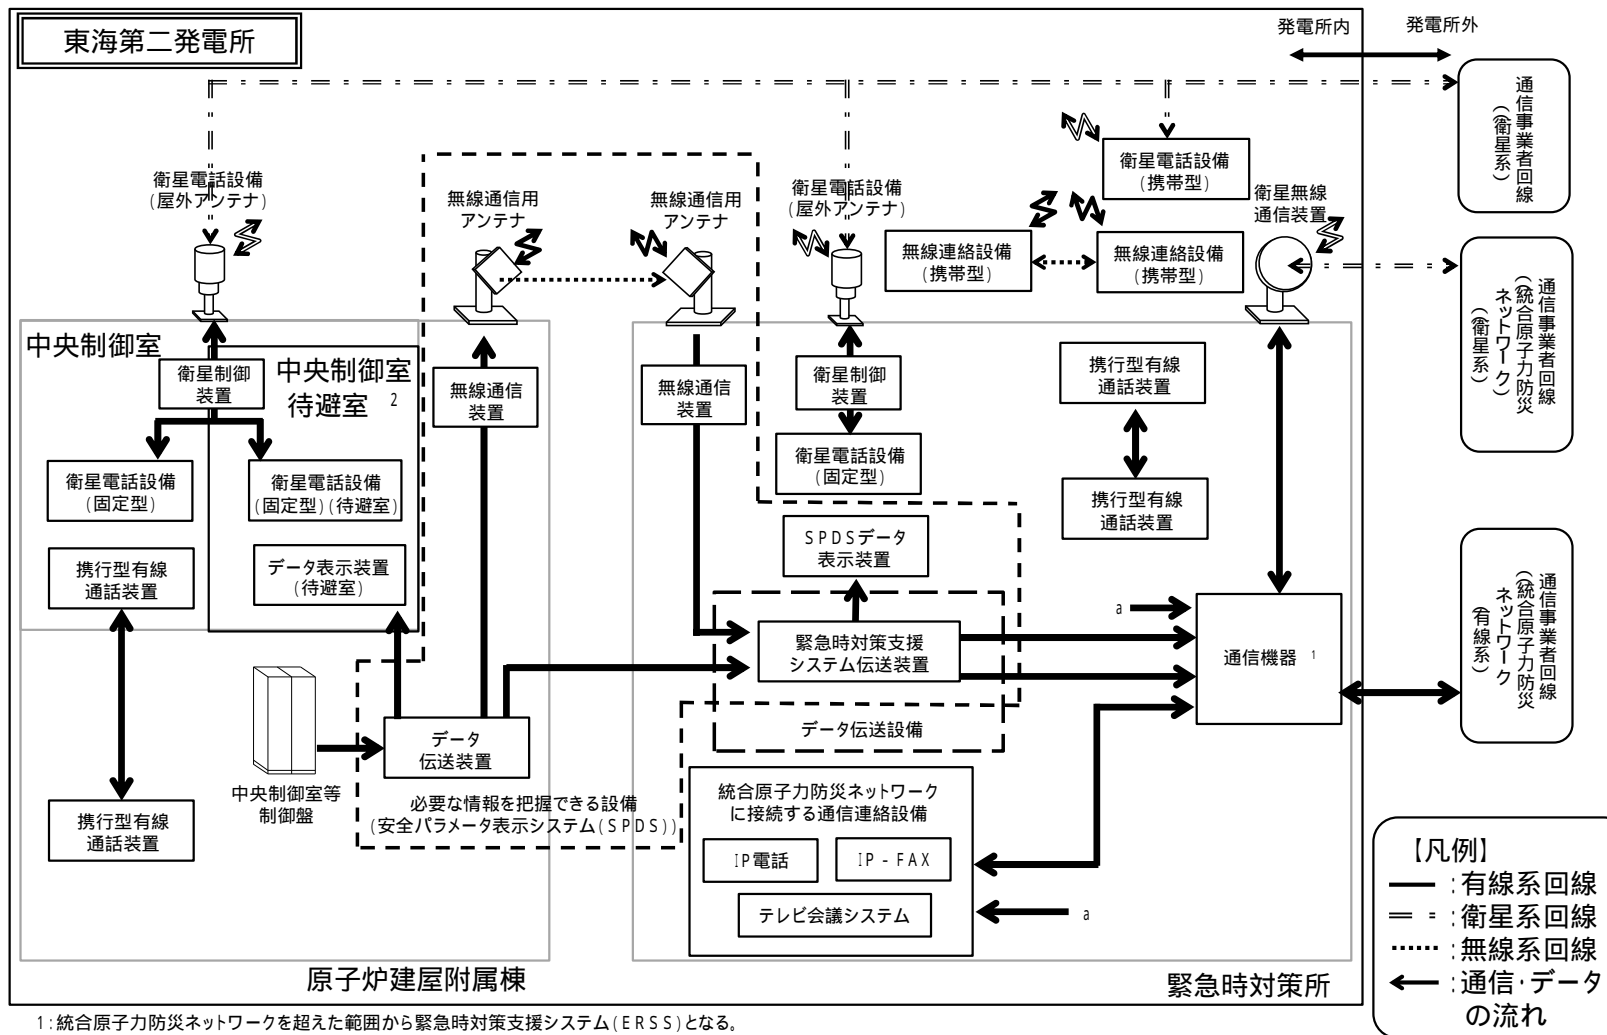 東海第二発電所
発電所内
発電所外
通信事業者回線
(衛星系)
衛星電話設備
(屋外アンテナ)
無線通信用
アンテナ
無線通信用
アンテナ
衛星電話設備
(屋外アンテナ)
衛星電話設備
(携帯型)
無線連絡設備
(携帯型)
無線連絡設備
(携帯型)
衛星無線
通信装置
通信事業者回線
(統合原子力防災
ネットワーク)
(衛星系)
中央制御室
衛星制御
装置
中央制御室
待避室 2
無線通信
装置
無線通信
装置
衛星制御
装置
携行型有線
通話装置
衛星電話設備
(固定型)
衛星電話設備
(固定型)(待避室)
衛星電話設備
(固定型)
携行型有線
通話装置
携行型有線
通話装置
データ表示装置
(待避室)
SPDSデータ
表示装置
通信事業者回線
(統合原子力防災
ネットワーク
(有線系)
a
緊急時対策支援
システム伝送装置
通信機器 1
データ伝送設備
データ
伝送装置
中央制御室等
制御盤
携行型有線
通話装置
必要な情報を把握できる設備
(安全パラメータ表示システム(SPDS))
統合原子力防災ネットワーク
に接続する通信連絡設備
IP電話
IP-FAX
テレビ会議システム
a
原子炉建屋附属棟
緊急時対策所
【凡例】
:有線系回線
:衛星系回線
:無線系回線
:通信・データ
の流れ
1:統合原子力防災ネットワークを超えた範囲から緊急時対策支援システム(ERSS)となる。